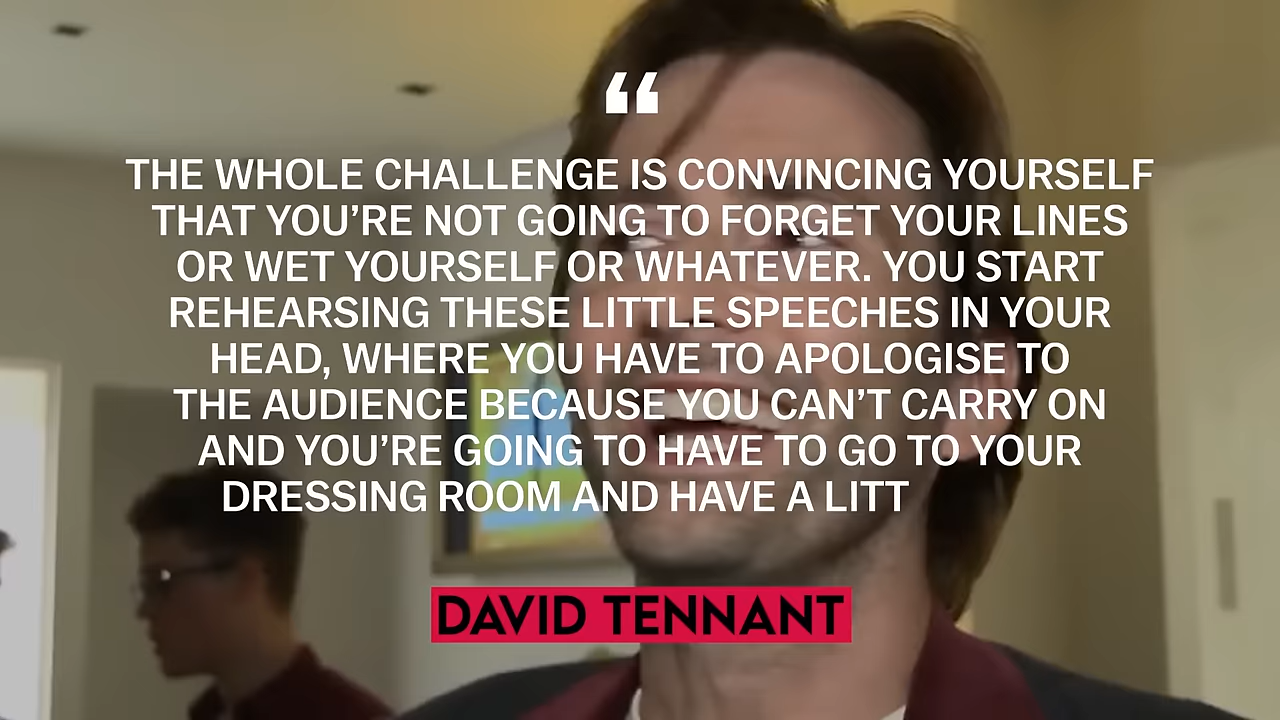 “
THE WHOLE CHALLENGE IS CONVINCING YOURSELF
THAT YOU’RE NOT GOING TO FORGET YOUR LINES
OR WET YOURSELF OR WHATEVER. YOU START
REHEARSING THESE LITTLE SPEECHES IN YOUR
HEAD, WHERE YOU HAVE TO APOLOGISE TO
THE AUDIENCE BECAUSE YOU CAN’T CARRY ON
AND YOU’RE GOING TO HAVE TO GO TO YOUR
DRESSING ROOM AND HAVE A LITT
DAVID TENNANT